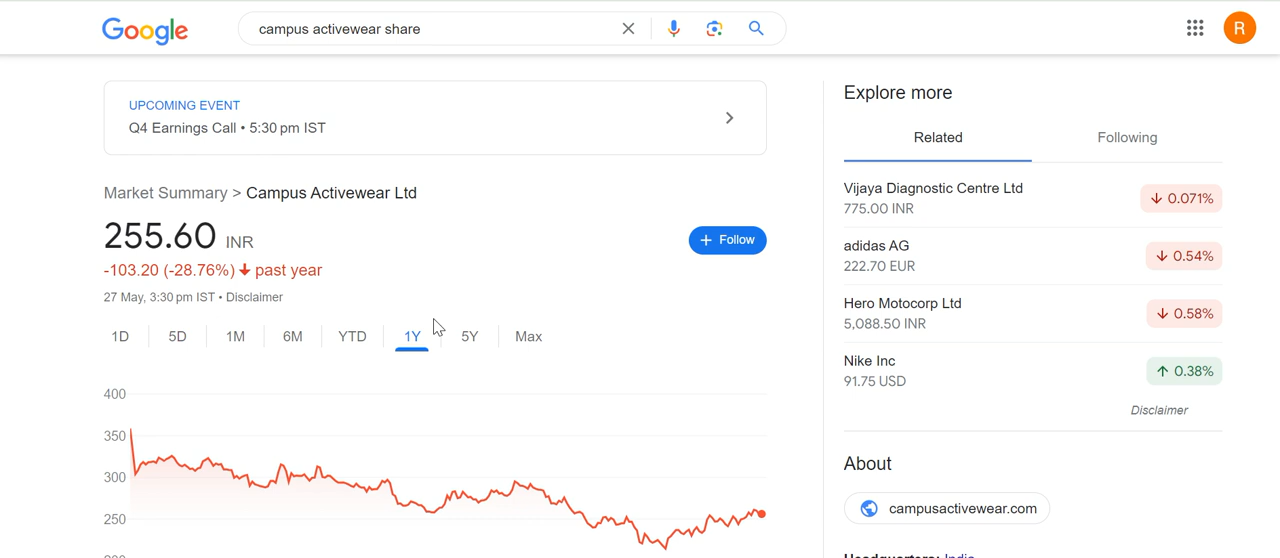 Google
campus activewear share
R
UPCOMING EVENT
Q4 Earnings Call • 5:30 pm IST
Market Summary > Campus Activewear Ltd
255.60 INR
+ Follow
-103.20 (-28.76%) ↓ past year
27 May, 3:30 pm IST • Disclaimer
1D 5D 1M 6M YTD 1Y 5Y Max
400
350
300
250
Explore more
Related Following
Vijaya Diagnostic Centre Ltd
775.00 INR
↓ 0.071%
adidas AG
222.70 EUR
↓ 0.54%
Hero Motocorp Ltd
5,088.50 INR
↓ 0.58%
Nike Inc
91.75 USD
↑ 0.38%
Disclaimer
About
campusactivewear.com
Headquarters: India